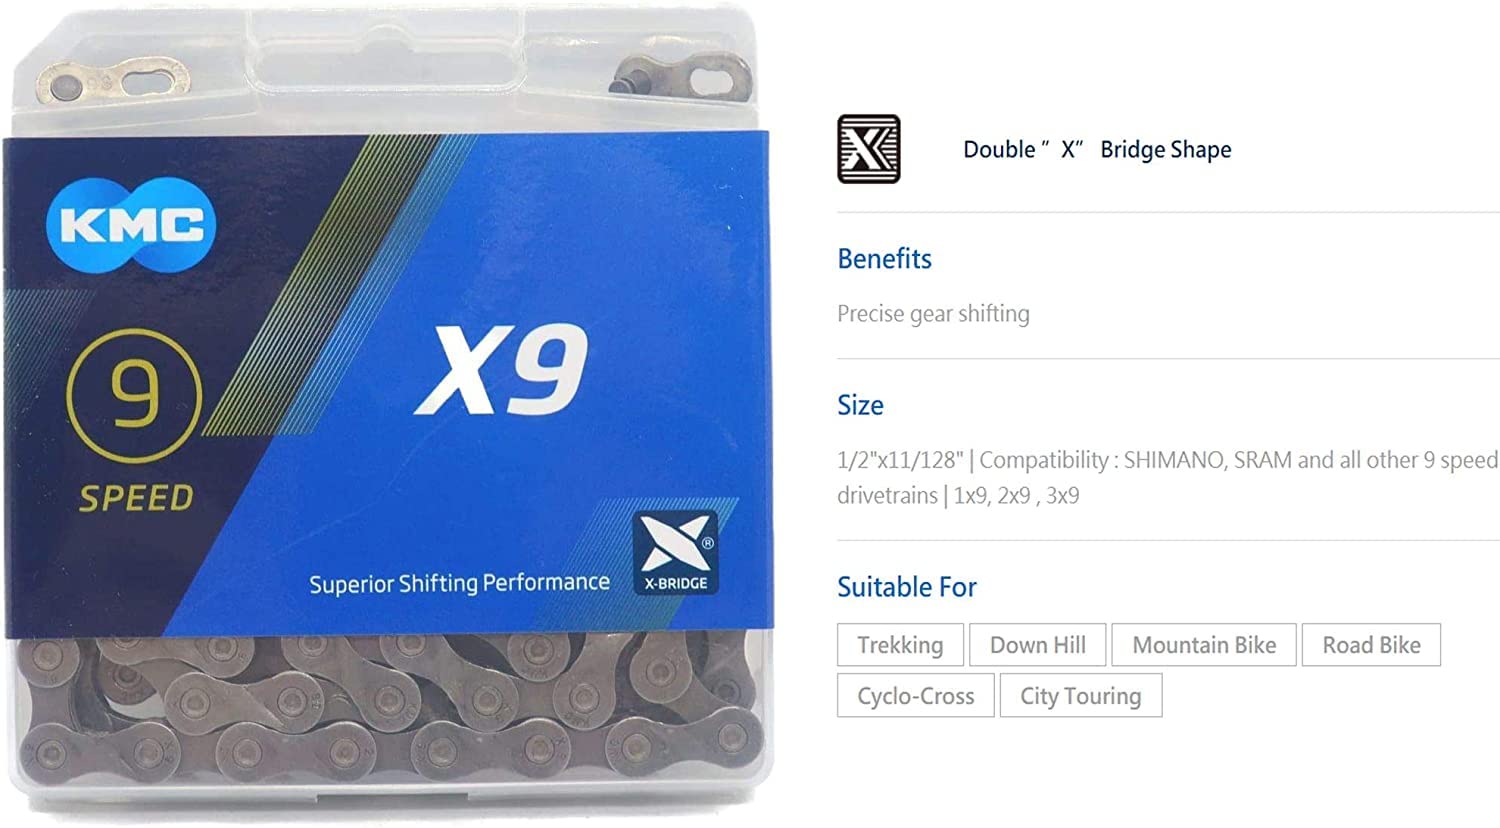 KMC
9
SPEED
X9
Superior Shifting Performance
X-BRIDGE®
Double " X" Bridge Shape
Benefits
Precise gear shifting
Size
1/2"x11/128" | Compatibility : SHIMANO, SRAM and all other 9 speed
drivetrains | 1x9, 2x9 , 3x9
Suitable For
Trekking
Down Hill
Mountain Bike
Road Bike
Cyclo-Cross
City Touring